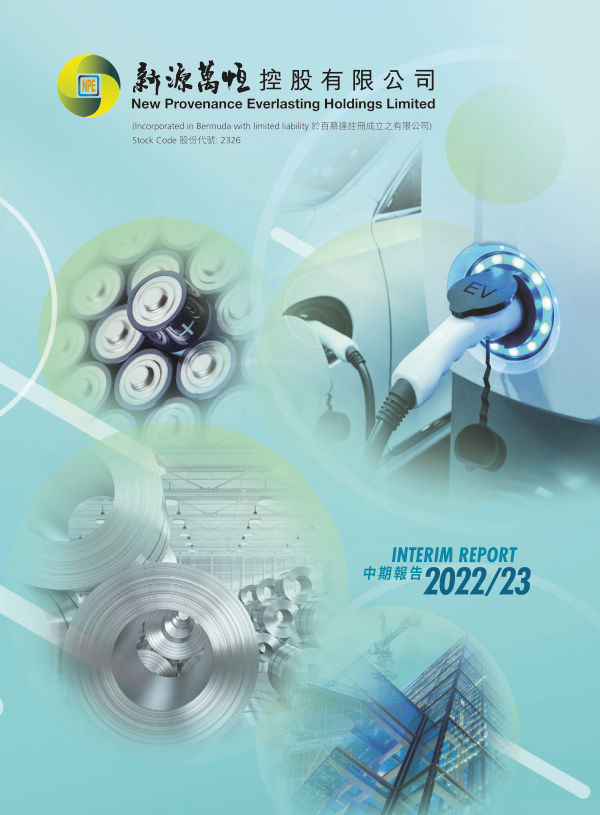 NPE
新源萬恒控股有限公司
New Provenance Everlasting Holdings Limited
(Incorporated in Bermuda with limited liability 於百慕達註冊成立之有限公司)
Stock Code 股份代號: 2326
EV
+
INTERIM REPORT
中期報告 2022/23